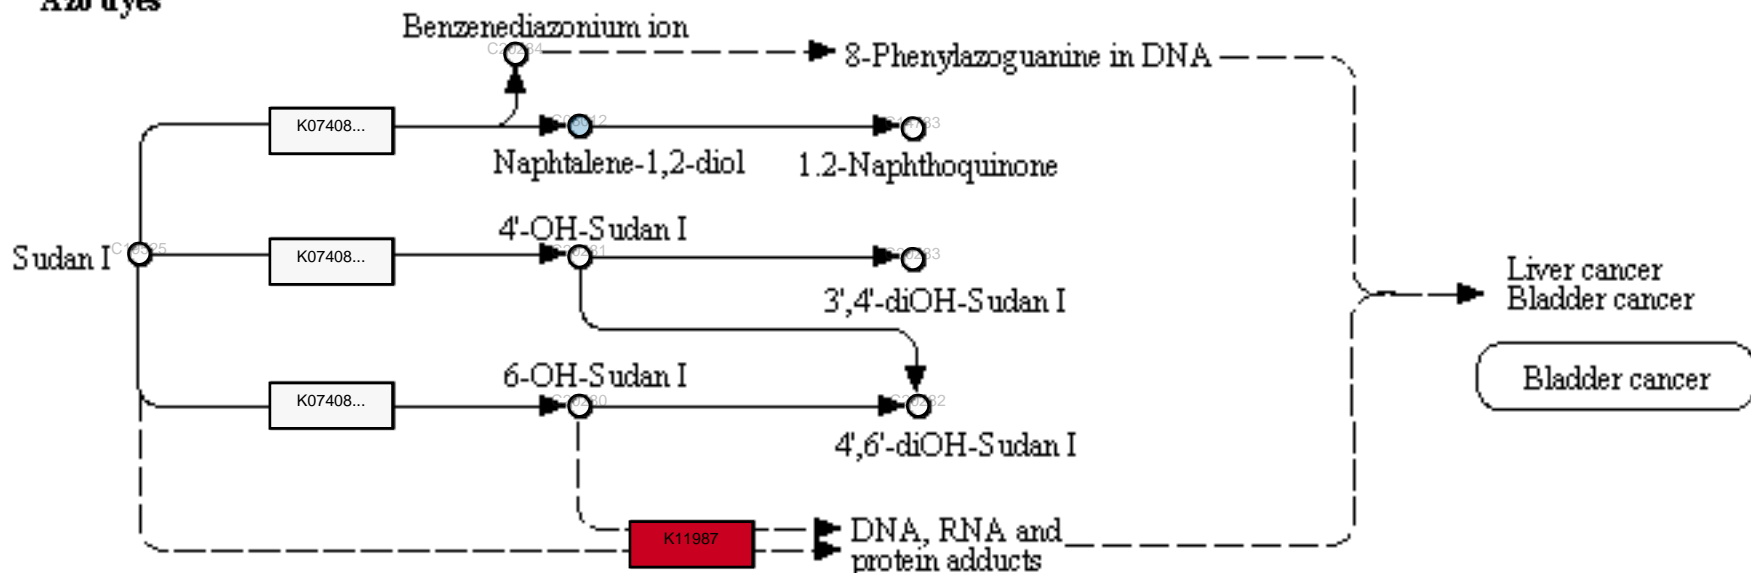 Azo dyes
Benzenediazonium ion
8-Phenylazoguanine in DNA
K07408...
Naphtalene-1,2-diol
1.2-Naphthoquinone
4'-OH-Sudan I
Sudan I
K07408...
3',4'-diOH-Sudan I
Liver cancer
Bladder cancer
6-OH-Sudan I
Bladder cancer
K07408...
4',6'-diOH-Sudan I
K11987
DNA, RNA and
protein adducts